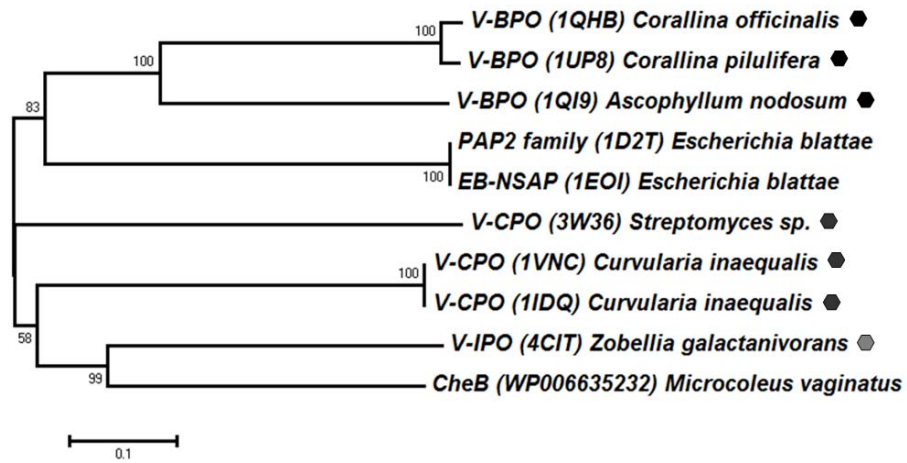 V-BPO (1QHB) Corallina officinalis
100
V-BPO (1UP8) Corallina pilulifera
100
V-BPO (1QI9) Ascophyllum nodosum
83
PAP2 family (1D2T) Escherichia blattae
100
EB-NSAP (1EOI) Escherichia blattae
V-CPO (3W36) Streptomyces sp.
V-CPO (1VNC) Curvularia inaequalis
100
V-CPO (1IDQ) Curvularia inaequalis
58
V-IPO (4CIT) Zobellia galactanivorans
99
CheB (WP006635232) Microcoleus vaginatus
0.1